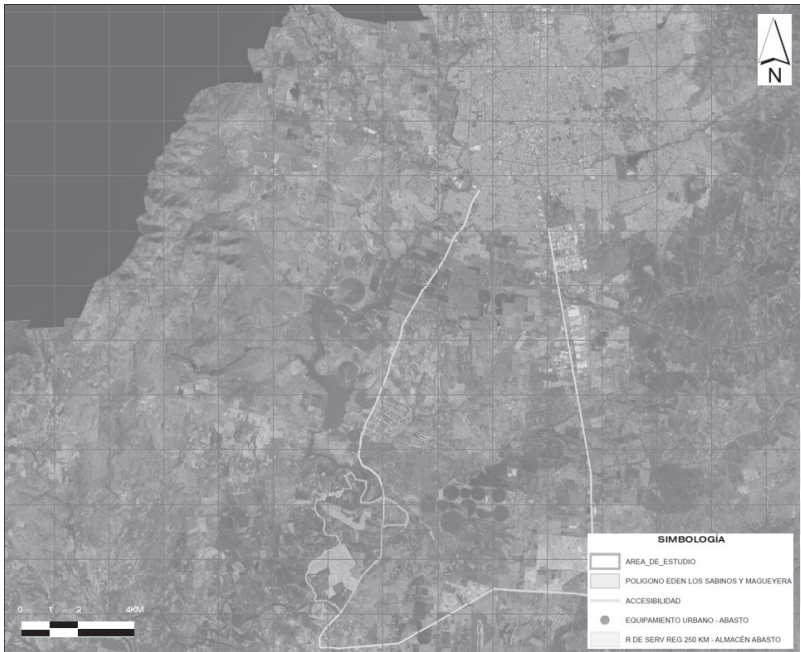 N
SIMBOLOGÍA
AREA_DE_ESTUDIO
POLIGONO EDEN LOS SABINOS Y MAGUEYERA
ACCESIBILIDAD
EQUIPAMIENTO URBANO - ABASTO
R DE SERV REG 250 KM - ALMACÉN ABASTO
0 1 2 4KM